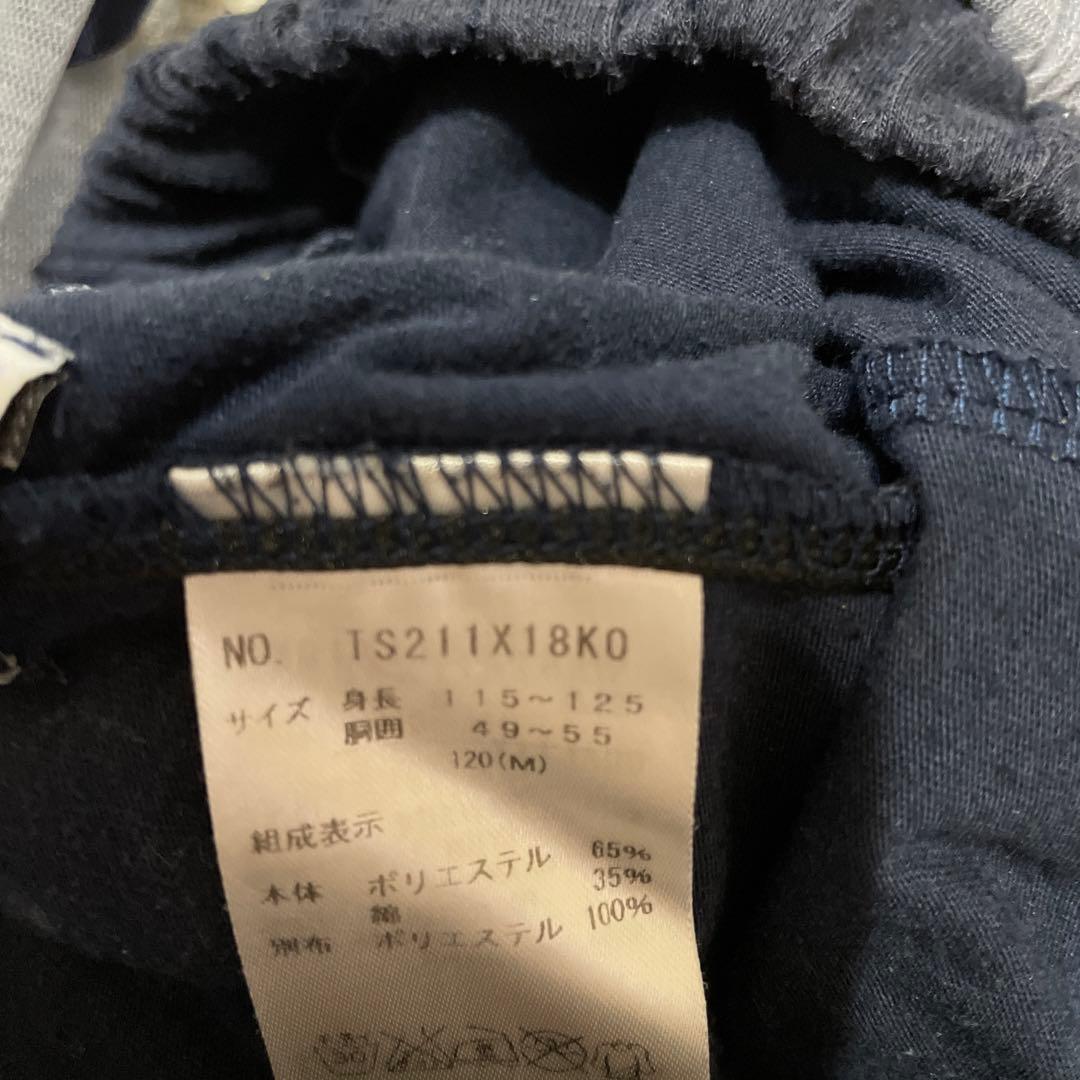 NO. TS211X18KO
サイズ 身長 115~125
胴囲 49~55
120(M)
組成表示
本体 ポリエステル 65%
綿 35%
別布 ポリエステル 100%